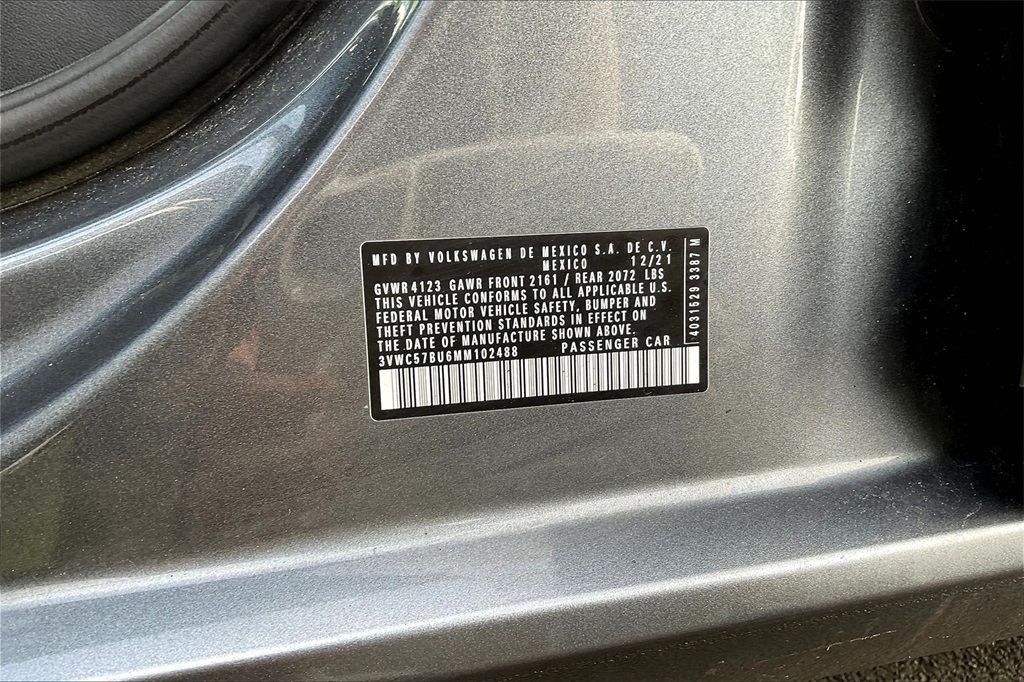 MFD BY VOLKSWAGEN DE MEXICO S.A. DE C.V.
MEXICO 12/21
GVWR 4123 GAWR FRONT 2161 / REAR 2072 LBS
THIS VEHICLE CONFORMS TO ALL APPLICABLE U.S.
FEDERAL MOTOR VEHICLE SAFETY, BUMPER AND
THEFT PREVENTION STANDARDS IN EFFECT ON
THE DATE OF MANUFACTURE SHOWN ABOVE.
3VWC57BU6MM102488 PASSENGER CAR
4031529 3387 M